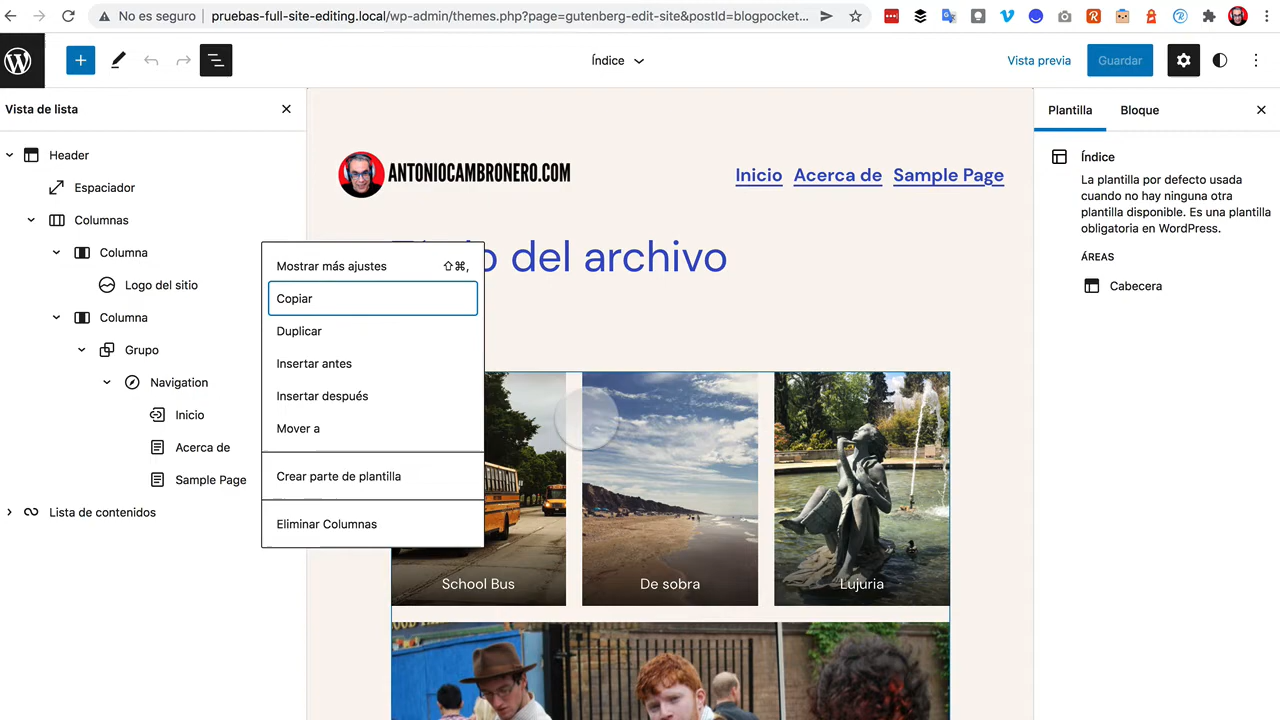 No es seguro
pruebas-full-site-editing.local/wp-admin/themes.php?page=gutenberg-edit-site&postId=blogpocket...
Índice
Vista previa
Guardar
Vista de lista
Header
Espaciador
Columnas
Columna
Logo del sitio
Columna
Grupo
Navigation
Inicio
Acerca de
Sample Page
Lista de contenidos
Mostrar más ajustes ⇧⌘,
Copiar
Duplicar
Insertar antes
Insertar después
Mover a
Crear parte de plantilla
Eliminar Columnas
ANTONIOCAMBRONERO.COM
Inicio Acerca de Sample Page
o del archivo
School Bus
De sobra
Lujuria
Plantilla
Bloque
Índice
La plantilla por defecto usada
cuando no hay ninguna otra
plantilla disponible. Es una plantilla
obligatoria en WordPress.
ÁREAS
Cabecera